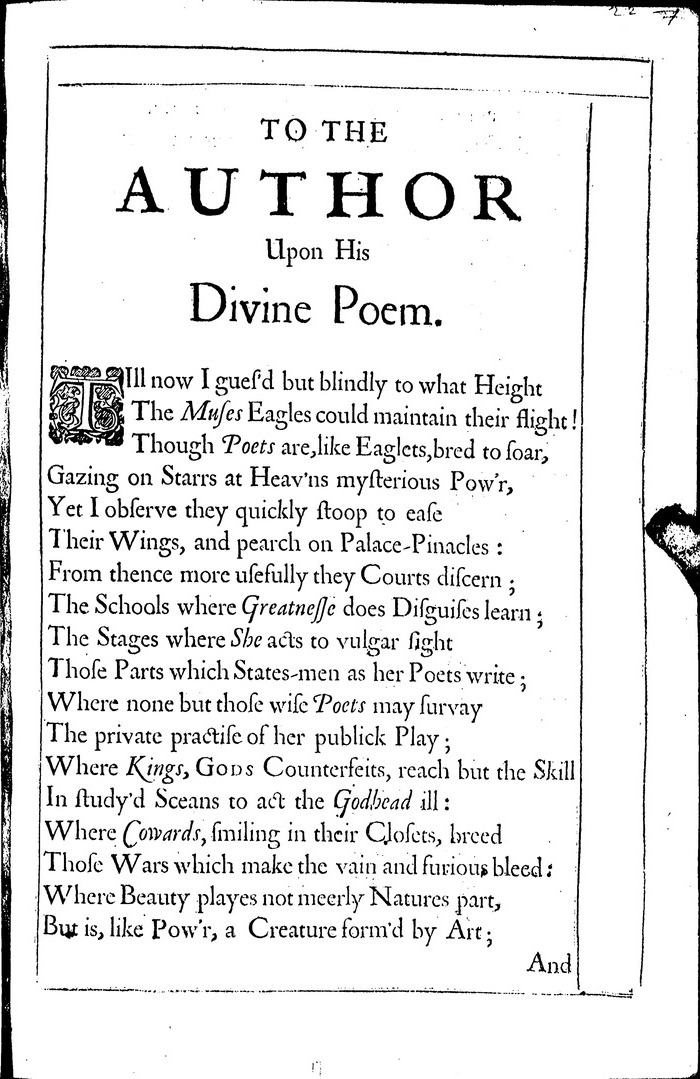 TO THE
AUTHOR
Upon His
Divine Poem.
TIll now I gues'd but blindly to what Height
The Muſes Eagles could maintain their flight!
Though Poets are,like Eaglets,bred to ſoar,
Gazing on Starrs at Heav'ns myſterious Pow'r,
Yet I obſerve they quickly ſtoop to eaſe
Their Wings, and pearch on Palace-Pinacles :
From thence more uſefully they Courts diſcern ;
The Schools where Greatneſſe does Diſguiſes learn ;
The Stages where She acts to vulgar ſight
Thoſe Parts which States-men as her Poets write ;
Where none but thoſe wiſe Poets may ſurvay
The private practiſe of her publick Play ;
Where Kings, GODS Counterfeits, reach but the Skill
In ſtudy'd Sceans to act the Godhead ill :
Where Cowards, ſmiling in their Cloſets, breed
Thoſe Wars which make the vain and furious bleed :
Where Beauty playes not meerly Natures part,
But is, like Pow'r, a Creature form'd by Art ;
And